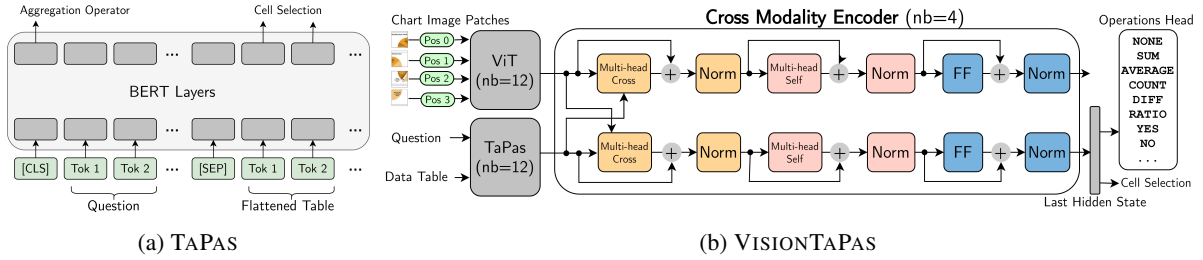 Aggregation Operator
Cell Selection
...
...
BERT Layers
...
...
[CLS]
Tok 1
Tok 2
...
[SEP]
Tok 1
Tok 2
...
Question
Flattened Table
(a) TAPAS
Chart Image Patches
Pos 0
Pos 1
Pos 2
Pos 3
ViT
(nb=12)
Question
Data Table
TaPas
(nb=12)
Cross Modality Encoder (nb=4)
Multi-head
Cross
+
Norm
Multi-head
Self
+
Norm
FF
+
Norm
Multi-head
Cross
+
Norm
Multi-head
Self
+
Norm
FF
+
Norm
Last Hidden State
Operations Head
NONE
SUM
AVERAGE
COUNT
DIFF
RATIO
YES
NO
...
Cell Selection
(b) VISIONTAPAS